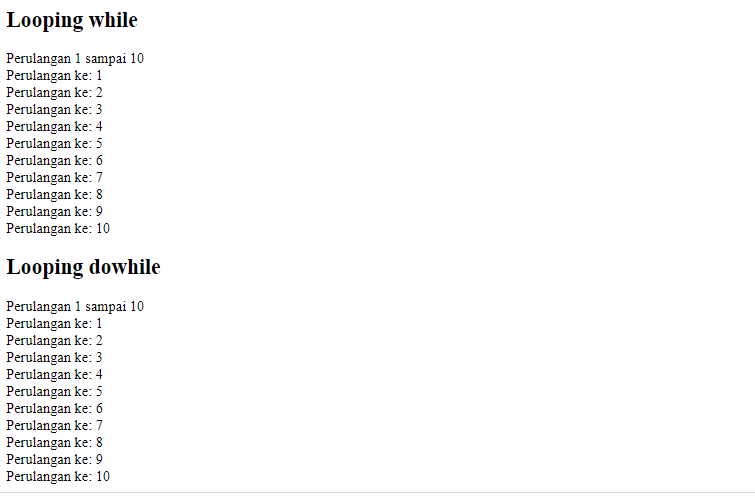 Looping while
Perulangan 1 sampai 10
Perulangan ke: 1
Perulangan ke: 2
Perulangan ke: 3
Perulangan ke: 4
Perulangan ke: 5
Perulangan ke: 6
Perulangan ke: 7
Perulangan ke: 8
Perulangan ke: 9
Perulangan ke: 10
Looping dowhile
Perulangan 1 sampai 10
Perulangan ke: 1
Perulangan ke: 2
Perulangan ke: 3
Perulangan ke: 4
Perulangan ke: 5
Perulangan ke: 6
Perulangan ke: 7
Perulangan ke: 8
Perulangan ke: 9
Perulangan ke: 10